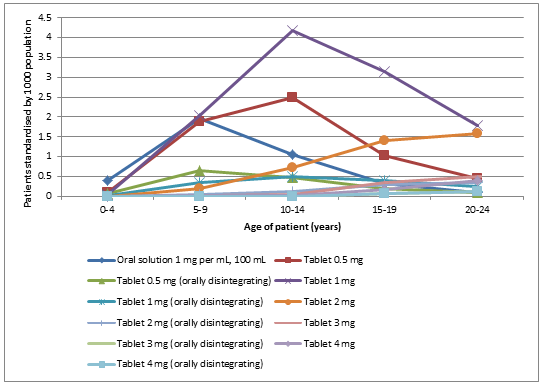 Patients standardised by 1000 population
4.5
4
3.5
3
2.5
2
1.5
1
0.5
0
0-4 5-9 10-14 15-19 20-24
Age of patient (years)
Oral solution 1 mg per mL, 100 mL Tablet 0.5 mg
Tablet 0.5 mg (orally disintegrating) Tablet 1 mg
Tablet 1 mg (orally disintegrating) Tablet 2 mg
Tablet 2 mg (orally disintegrating) Tablet 3 mg
Tablet 3 mg (orally disintegrating) Tablet 4 mg
Tablet 4 mg (orally disintegrating)